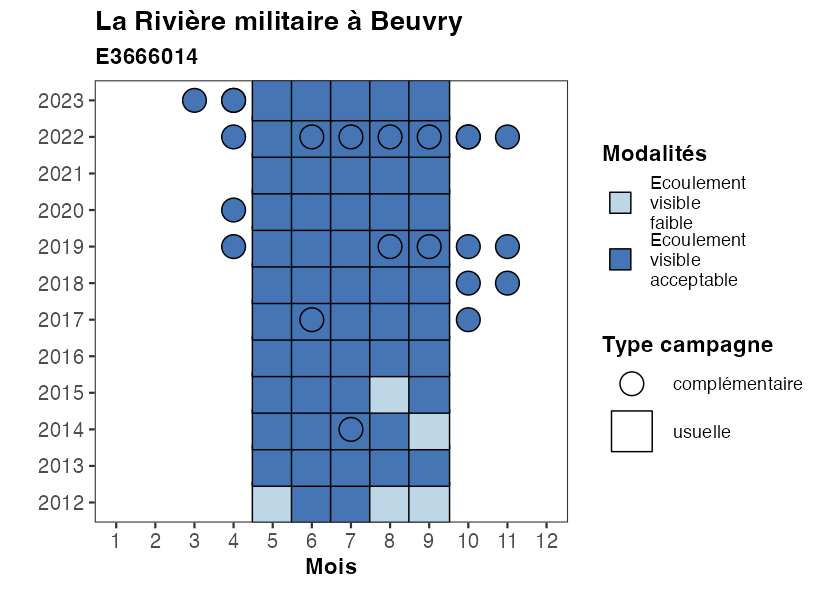 La Rivière militaire à Beuvry
E3666014
2023
2022
2021
2020
2019
2018
2017
2016
2015
2014
2013
2012
1 2 3 4 5 6 7 8 9 10 11 12
Mois
Modalités
Ecoulement
visible
faible
Ecoulement
visible
acceptable
Type campagne
complémentaire
usuelle